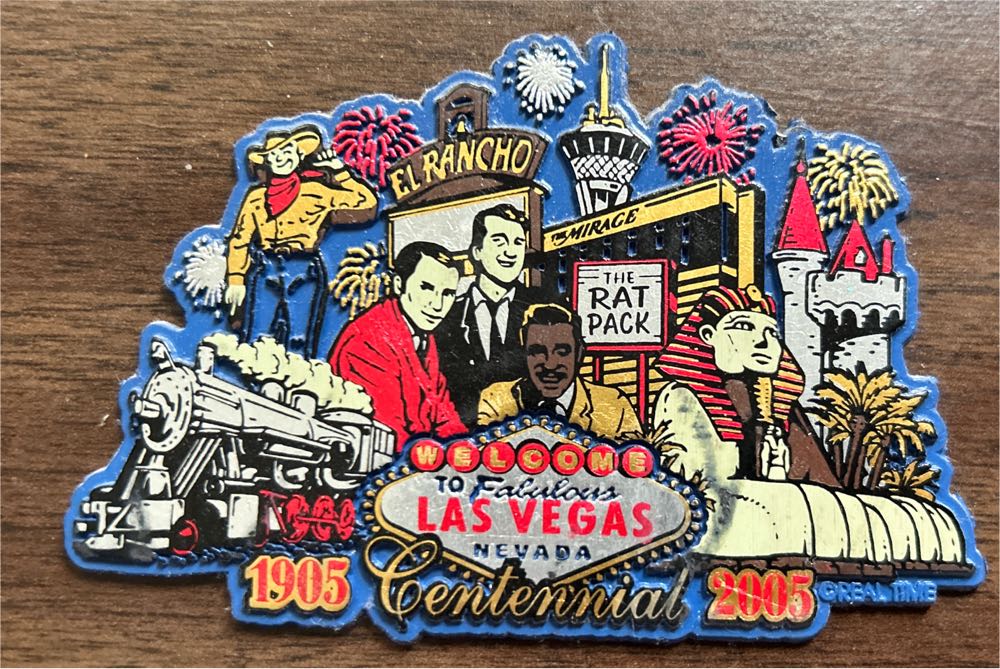 EL RANCHO
THE MIRAGE
THE
RAT
PACK
WELCOME
TO Fabulous
LAS VEGAS
NEVADA
Centennial
1905
2005
©REAL TIME